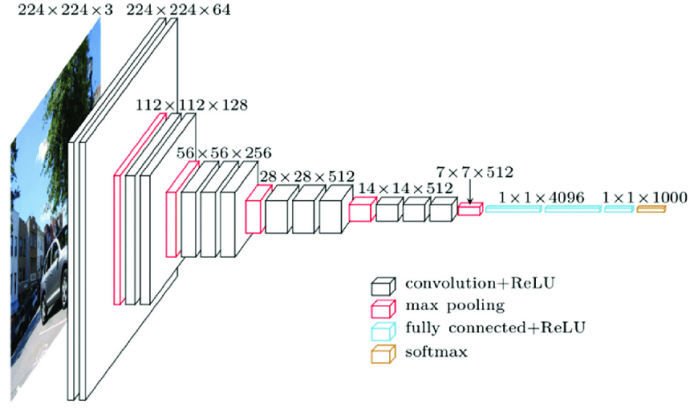 224×224×3
224×224×64
112×112×128
56×56×256
28×28×512
14×14×512
7×7×512
1×1×4096
1×1×1000
convolution+ReLU
max pooling
fully connected+ReLU
softmax